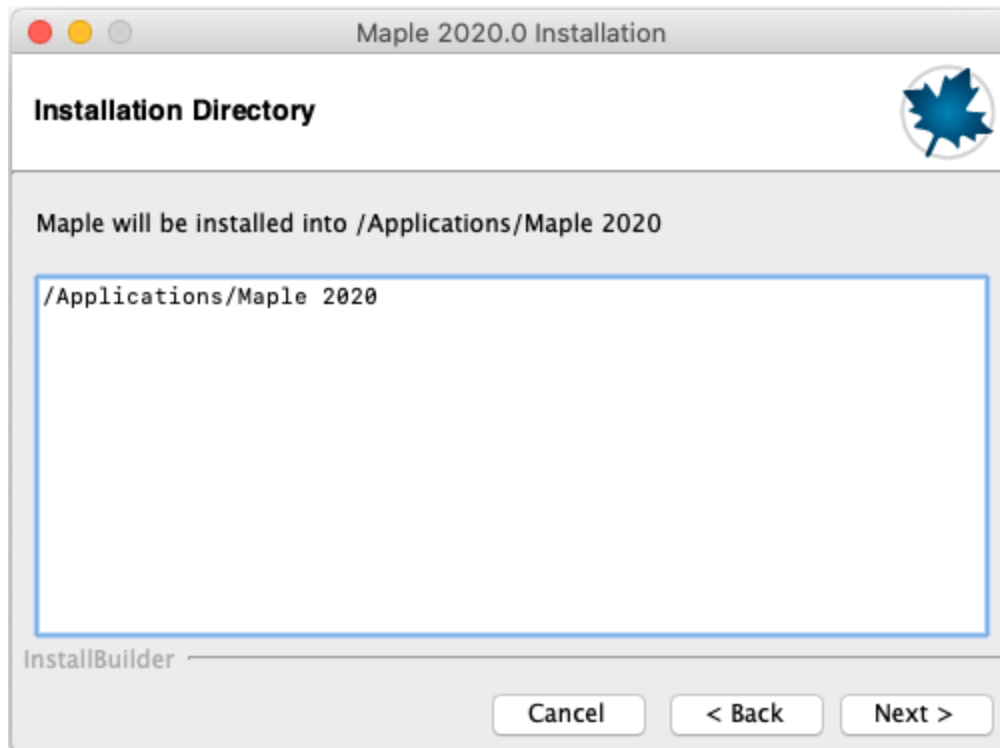 Maple 2020.0 Installation
Installation Directory
Maple will be installed into /Applications/Maple 2020
/Applications/Maple 2020
InstallBuilder
Cancel
< Back
Next >